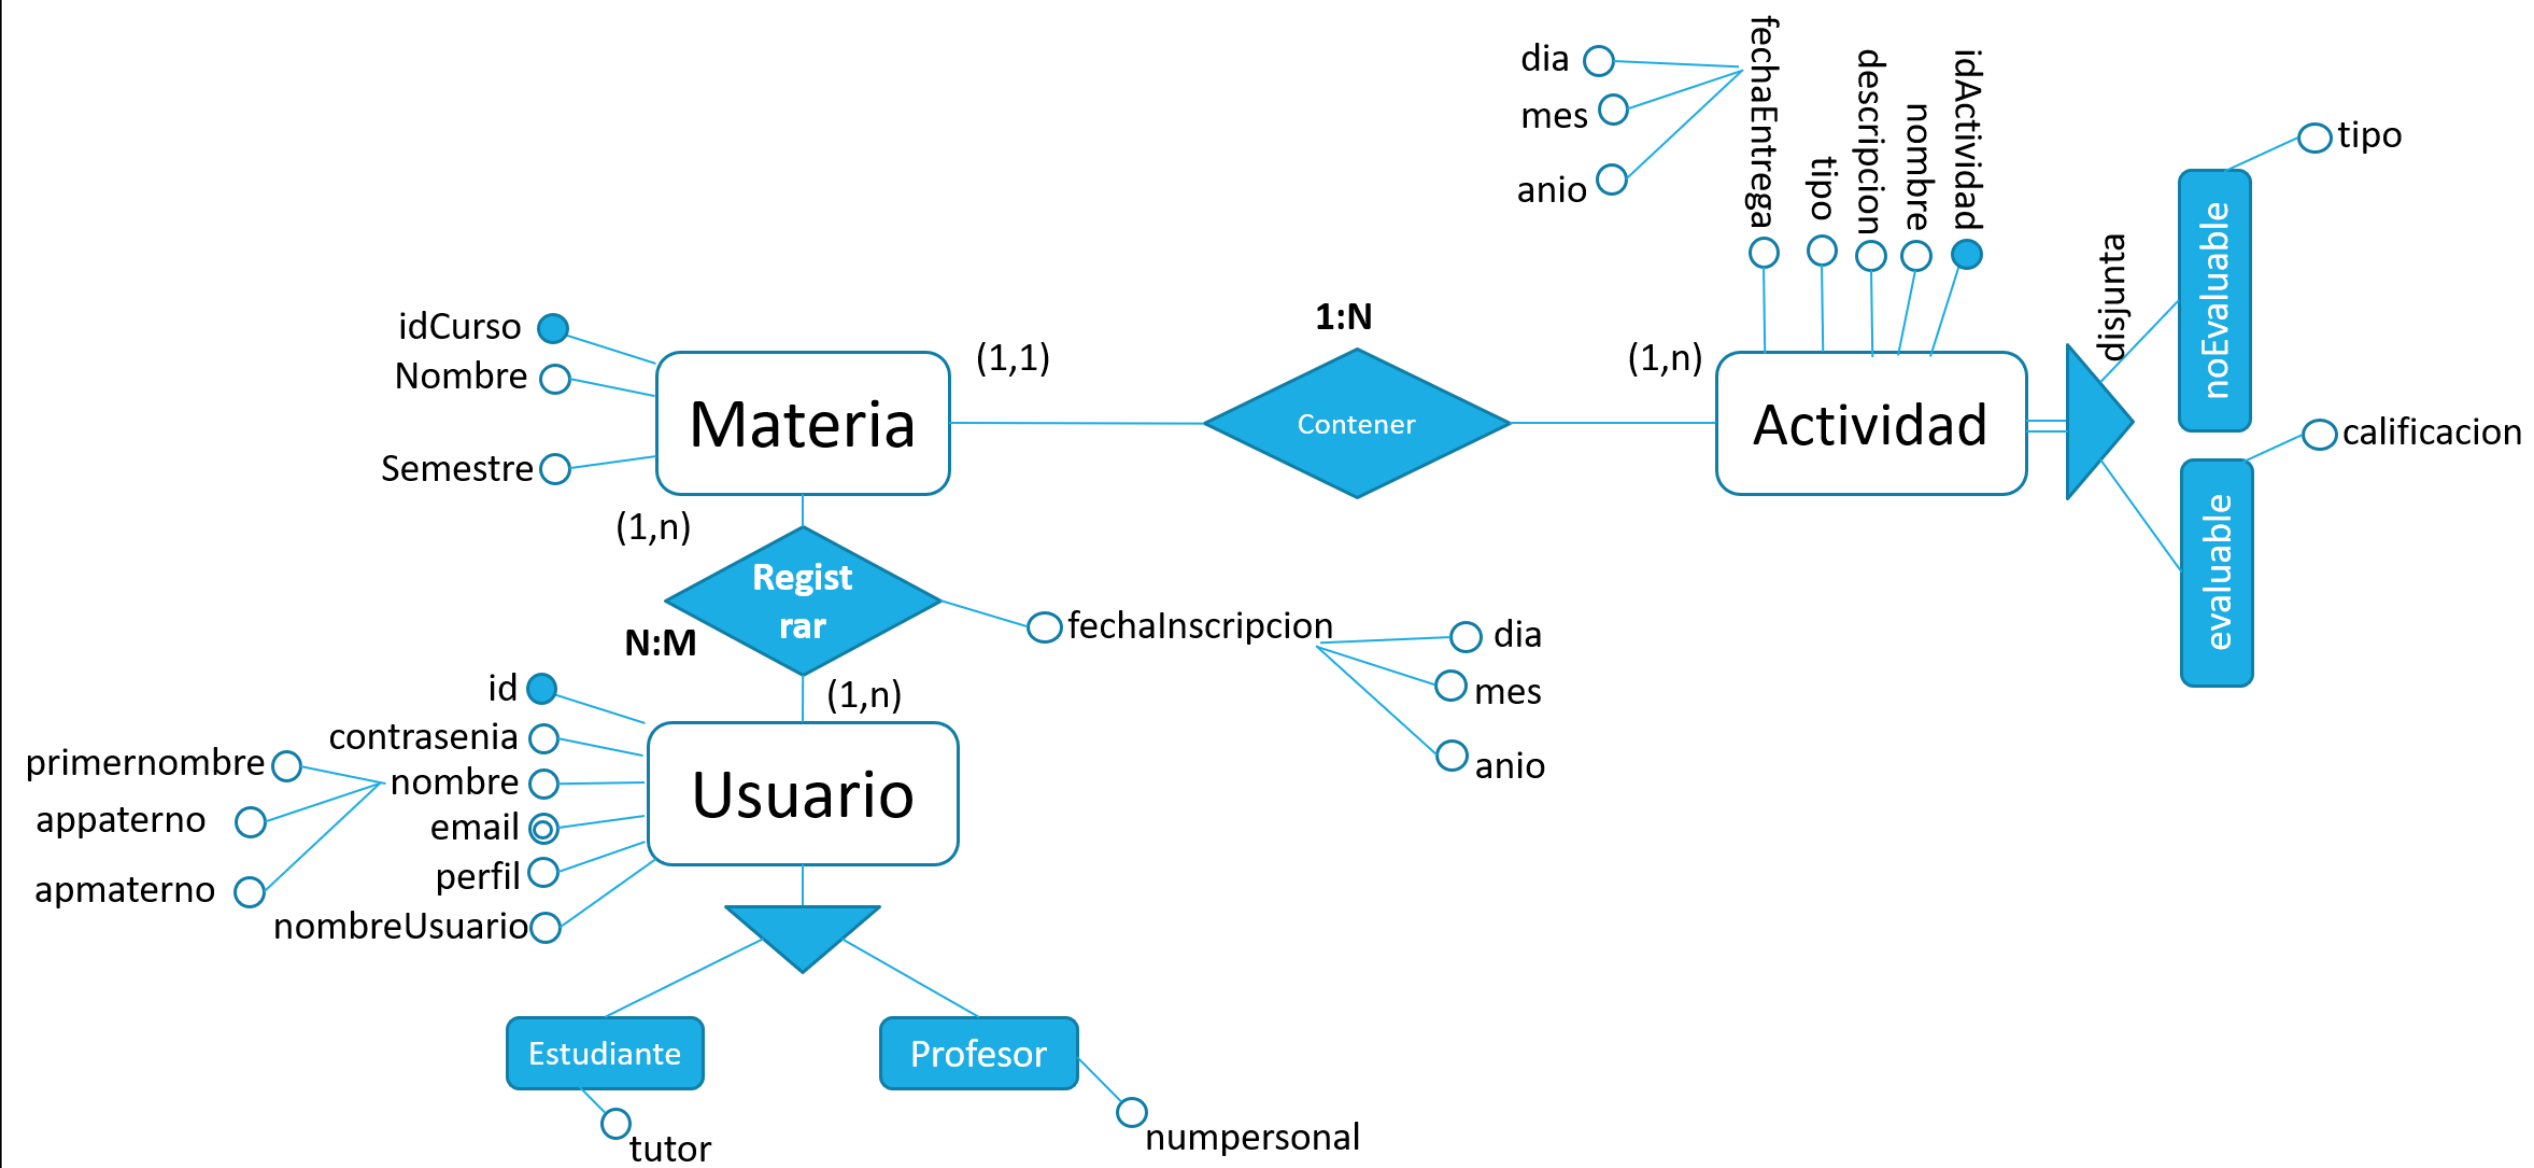 dia
mes
anio
fechaEntrega
tipo
descripcion
nombre
idActividad
tipo
noEvaluable
disjunta
calificacion
evaluable
idCurso
Nombre
Semestre
Materia
(1,1)
1:N
Contener
(1,n)
Actividad
(1,n)
Regist
rar
N:M
(1,n)
fechaInscripcion
dia
mes
anio
id
contrasenia
nombre
email
perfil
nombreUsuario
primernombre
appaterno
apmaterno
Usuario
Estudiante
Profesor
tutor
numpersonal